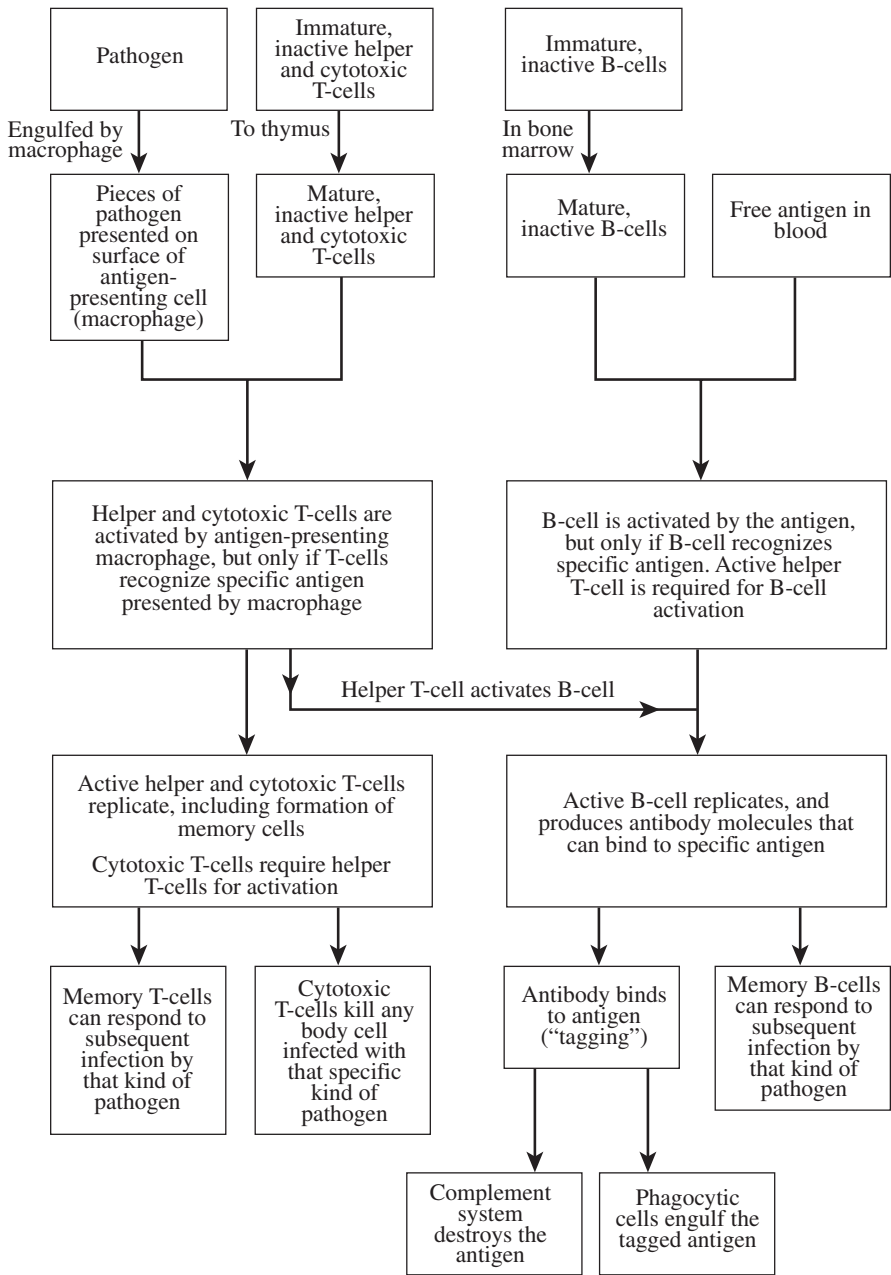 Pathogen
Immature,
inactive helper
and cytotoxic
T-cells
Immature,
inactive B-cells
Engulfed by
macrophage
To thymus
In bone
marrow
Pieces of
pathogen
presented on
surface of
antigen-
presenting cell
(macrophage)
Mature,
inactive helper
and cytotoxic
T-cells
Mature,
inactive B-cells
Free antigen in
blood
Helper and cytotoxic T-cells are
activated by antigen-presenting
macrophage, but only if T-cells
recognize specific antigen
presented by macrophage
B-cell is activated by the antigen,
but only if B-cell recognizes
specific antigen. Active helper
T-cell is required for B-cell
activation
Helper T-cell activates B-cell
Active helper and cytotoxic T-cells
replicate, including formation of
memory cells
Cytotoxic T-cells require helper
T-cells for activation
Active B-cell replicates, and
produces antibody molecules that
can bind to specific antigen
Memory T-cells
can respond to
subsequent
infection by
that kind of
pathogen
Cytotoxic
T-cells kill any
body cell
infected with
that specific
kind of
pathogen
Antibody binds
to antigen
(“tagging”)
Memory B-cells
can respond to
subsequent
infection by
that kind of
pathogen
Complement
system
destroys the
antigen
Phagocytic
cells engulf the
tagged antigen